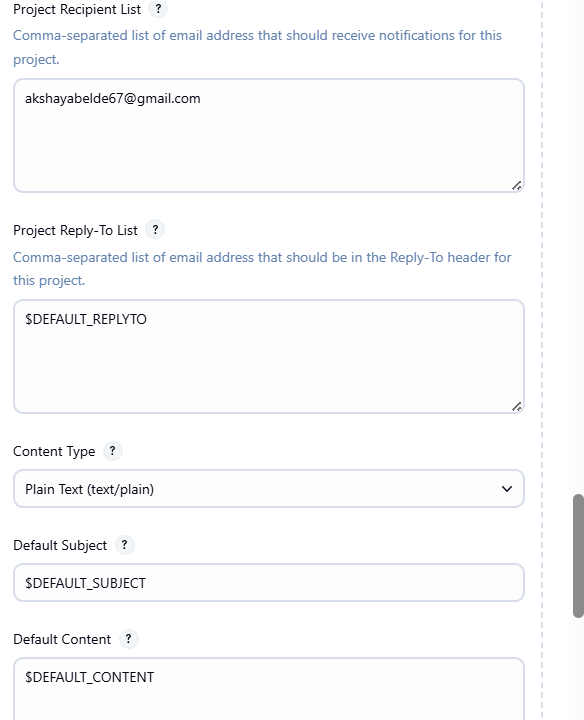 Project Recipient List ?
Comma-separated list of email address that should receive notifications for this
project.
akshayabelde67@gmail.com
Project Reply-To List ?
Comma-separated list of email address that should be in the Reply-To header for
this project.
$DEFAULT_REPLYTO
Content Type ?
Plain Text (text/plain)
Default Subject ?
$DEFAULT_SUBJECT
Default Content ?
$DEFAULT_CONTENT